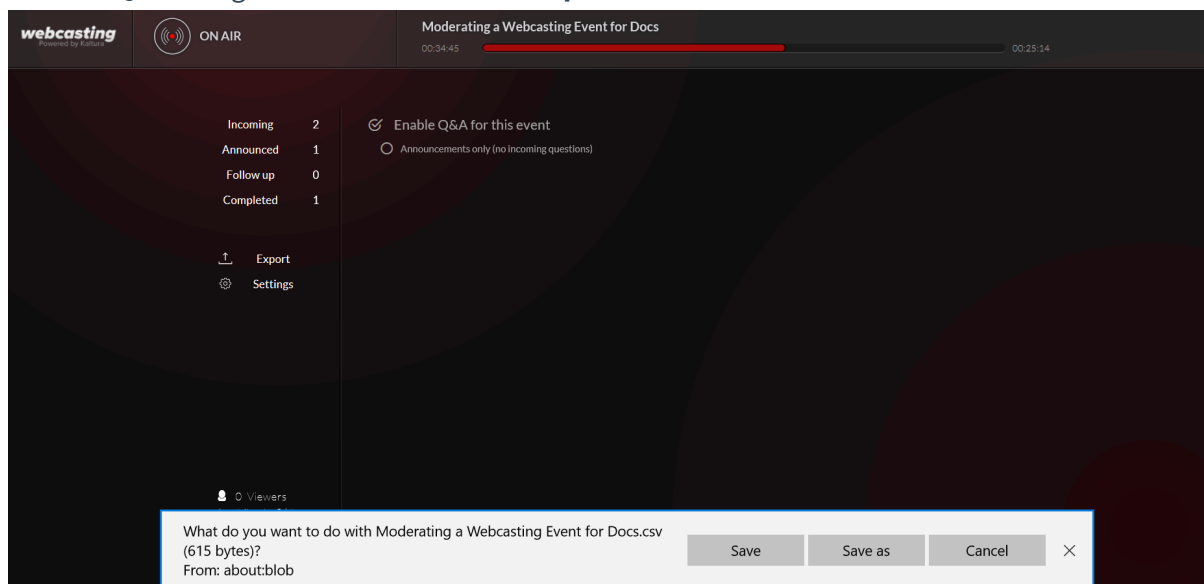 webcasting
Powered by Kaltura
ON AIR
Moderating a Webcasting Event for Docs
00:34:45
00:25:14
Incoming 2
Announced 1
Follow up 0
Completed 1
Export
Settings
Enable Q&A for this event
Announcements only (no incoming questions)
0 Viewers
What do you want to do with Moderating a Webcasting Event for Docs.csv
(615 bytes)?
From: about:blob
Save
Save as
Cancel